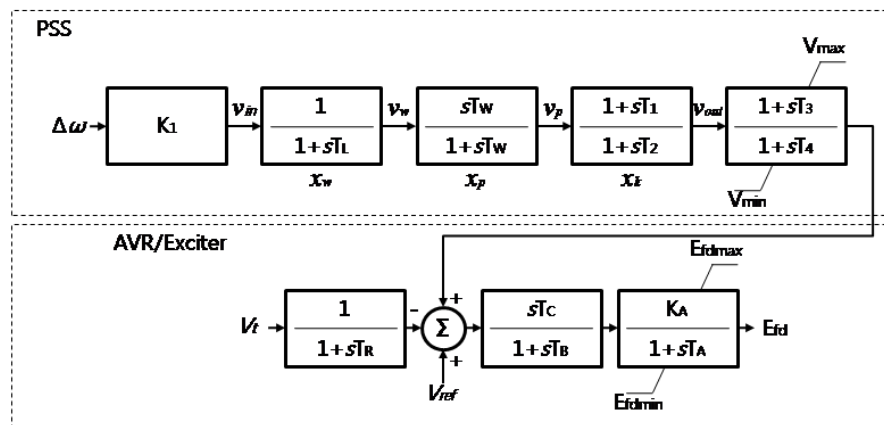 PSS
Vmax
Δω K1 vin 1 / 1+sTL vw sTW / 1+sTW vp 1+sT1 / 1+sT2 vout 1+sT3 / 1+sT4
xw xp xk
Vmin
AVR/Exciter
Efdmax
Vt 1 / 1+sTR - + Σ + sTC / 1+sTB KA / 1+sTA Efd
Vref
Efdmin